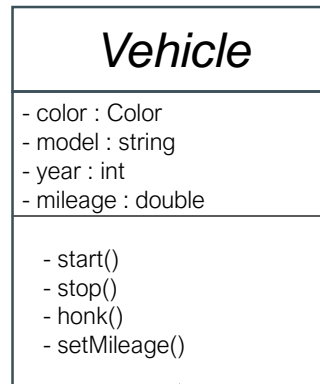 Vehicle
- color : Color
- model : string
- year : int
- mileage : double
- start()
- stop()
- honk()
- setMileage()